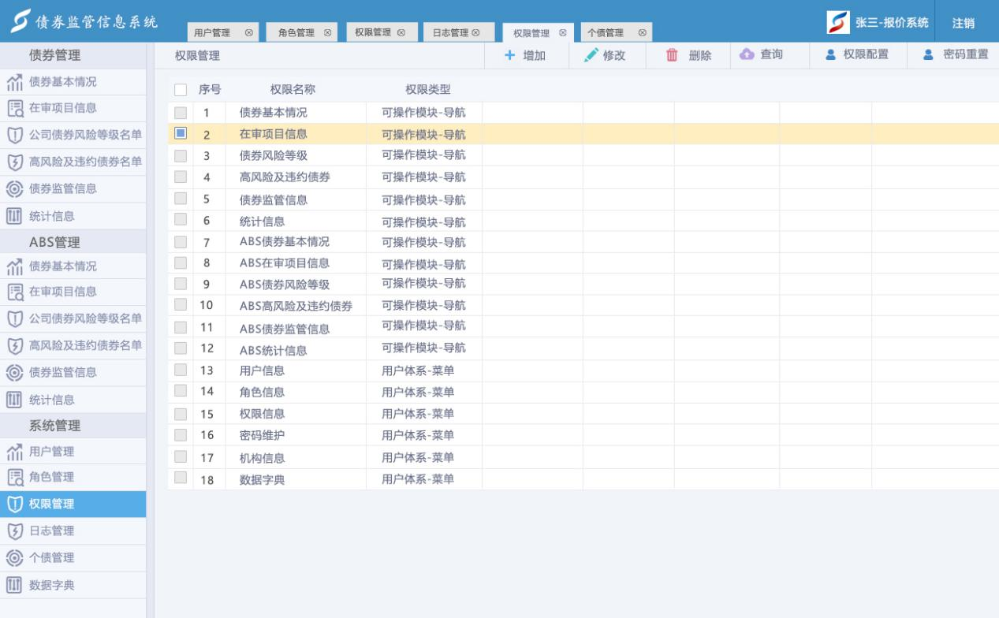 债券监管信息系统
用户管理 角色管理 权限管理 日志管理 权限管理 个债管理
张三-报价系统 注销
债券管理
债券基本情况
在审项目信息
公司债券风险等级名单
高风险及违约债券名单
债券监管信息
统计信息
ABS管理
债券基本情况
在审项目信息
公司债券风险等级名单
高风险及违约债券名单
债券监管信息
统计信息
系统管理
用户管理
角色管理
权限管理
日志管理
个债管理
数据字典
权限管理 增加 修改 删除 查询 权限配置 密码重置
序号 权限名称 权限类型
1 债券基本情况 可操作模块-导航
2 在审项目信息 可操作模块-导航
3 债券风险等级 可操作模块-导航
4 高风险及违约债券 可操作模块-导航
5 债券监管信息 可操作模块-导航
6 统计信息 可操作模块-导航
7 ABS债券基本情况 可操作模块-导航
8 ABS在审项目信息 可操作模块-导航
9 ABS债券风险等级 可操作模块-导航
10 ABS高风险及违约债券 可操作模块-导航
11 ABS债券监管信息 可操作模块-导航
12 ABS统计信息 可操作模块-导航
13 用户信息 用户体系-菜单
14 角色信息 用户体系-菜单
15 权限信息 用户体系-菜单
16 密码维护 用户体系-菜单
17 机构信息 用户体系-菜单
18 数据字典 用户体系-菜单